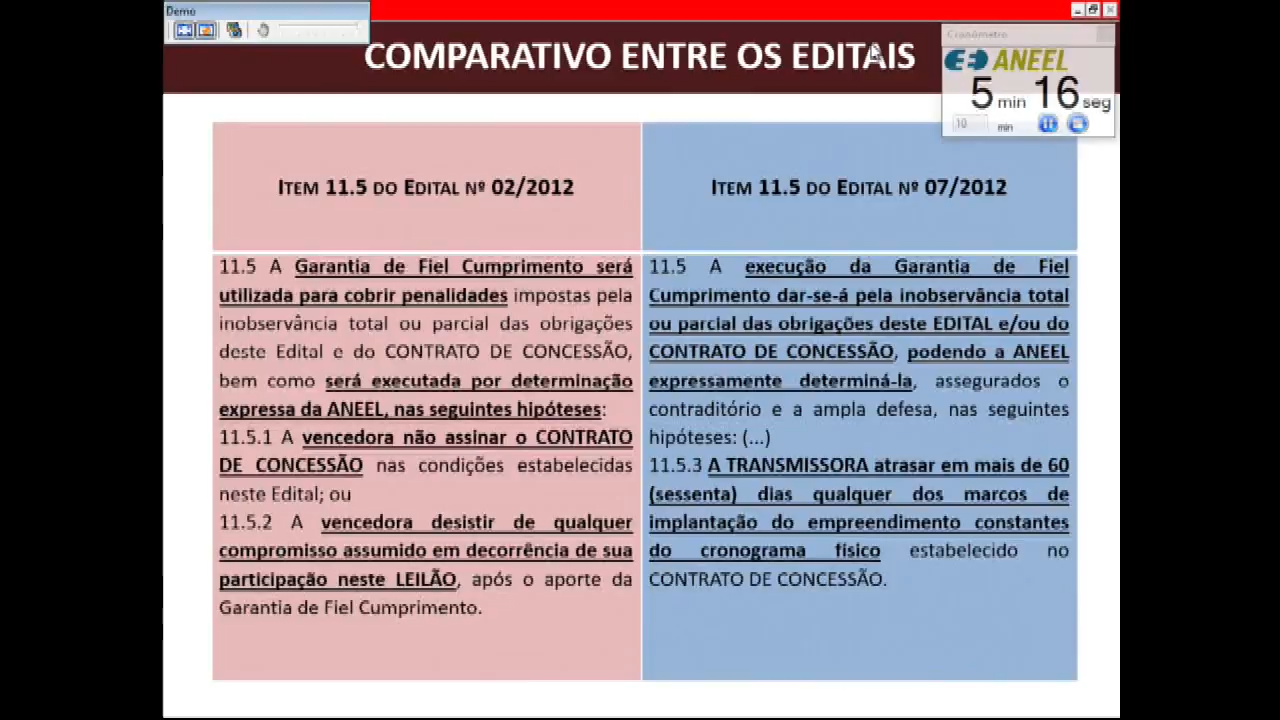 Demo
COMPARATIVO ENTRE OS EDITAIS
Cronômetro
ANEEL
5 min 16 seg
10 min
ITEM 11.5 DO EDITAL Nº 02/2012
ITEM 11.5 DO EDITAL Nº 07/2012
11.5 A Garantia de Fiel Cumprimento será
utilizada para cobrir penalidades impostas pela
inobservância total ou parcial das obrigações
deste Edital e do CONTRATO DE CONCESSÃO,
bem como será executada por determinação
expressa da ANEEL, nas seguintes hipóteses:
11.5.1 A vencedora não assinar o CONTRATO
DE CONCESSÃO nas condições estabelecidas
neste Edital; ou
11.5.2 A vencedora desistir de qualquer
compromisso assumido em decorrência de sua
participação neste LEILÃO, após o aporte da
Garantia de Fiel Cumprimento.
11.5 A execução da Garantia de Fiel
Cumprimento dar-se-á pela inobservância total
ou parcial das obrigações deste EDITAL e/ou do
CONTRATO DE CONCESSÃO, podendo a ANEEL
expressamente determiná-la, assegurados o
contraditório e a ampla defesa, nas seguintes
hipóteses: (...)
11.5.3 A TRANSMISSORA atrasar em mais de 60
(sessenta) dias qualquer dos marcos de
implantação do empreendimento constantes
do cronograma físico estabelecido no
CONTRATO DE CONCESSÃO.